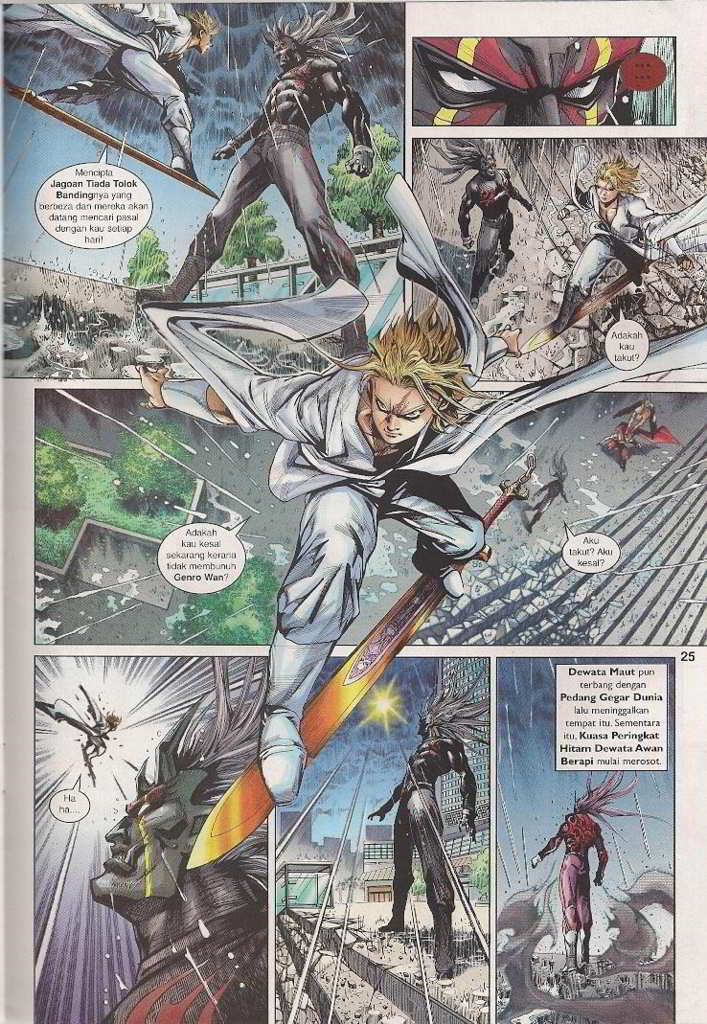 Mencipta
Jagoan Tiada Tolok
Bandingnya yang
berbeza dan mereka akan
datang mencari pasal
dengan kau setiap
hari!
...
...
Adakah
kau
takut?
Adakah
kau kesal
sekarang kerana
tidak membunuh
Genro Wan?
Aku
takut? Aku
kesal?
25
Ha
ha....
Dewata Maut pun
terbang dengan
Pedang Gegar Dunia
lalu meninggalkan
tempat itu. Sementara
itu, Kuasa Peringkat
Hitam Dewata Awan
Berapi mulai merosot.